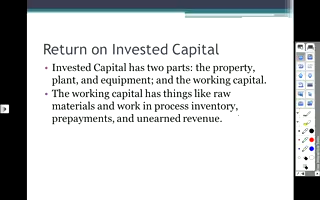 Return on Invested Capital
• Invested Capital has two parts: the property,
plant, and equipment; and the working capital.
• The working capital has things like raw
materials and work in process inventory,
prepayments, and unearned revenue.